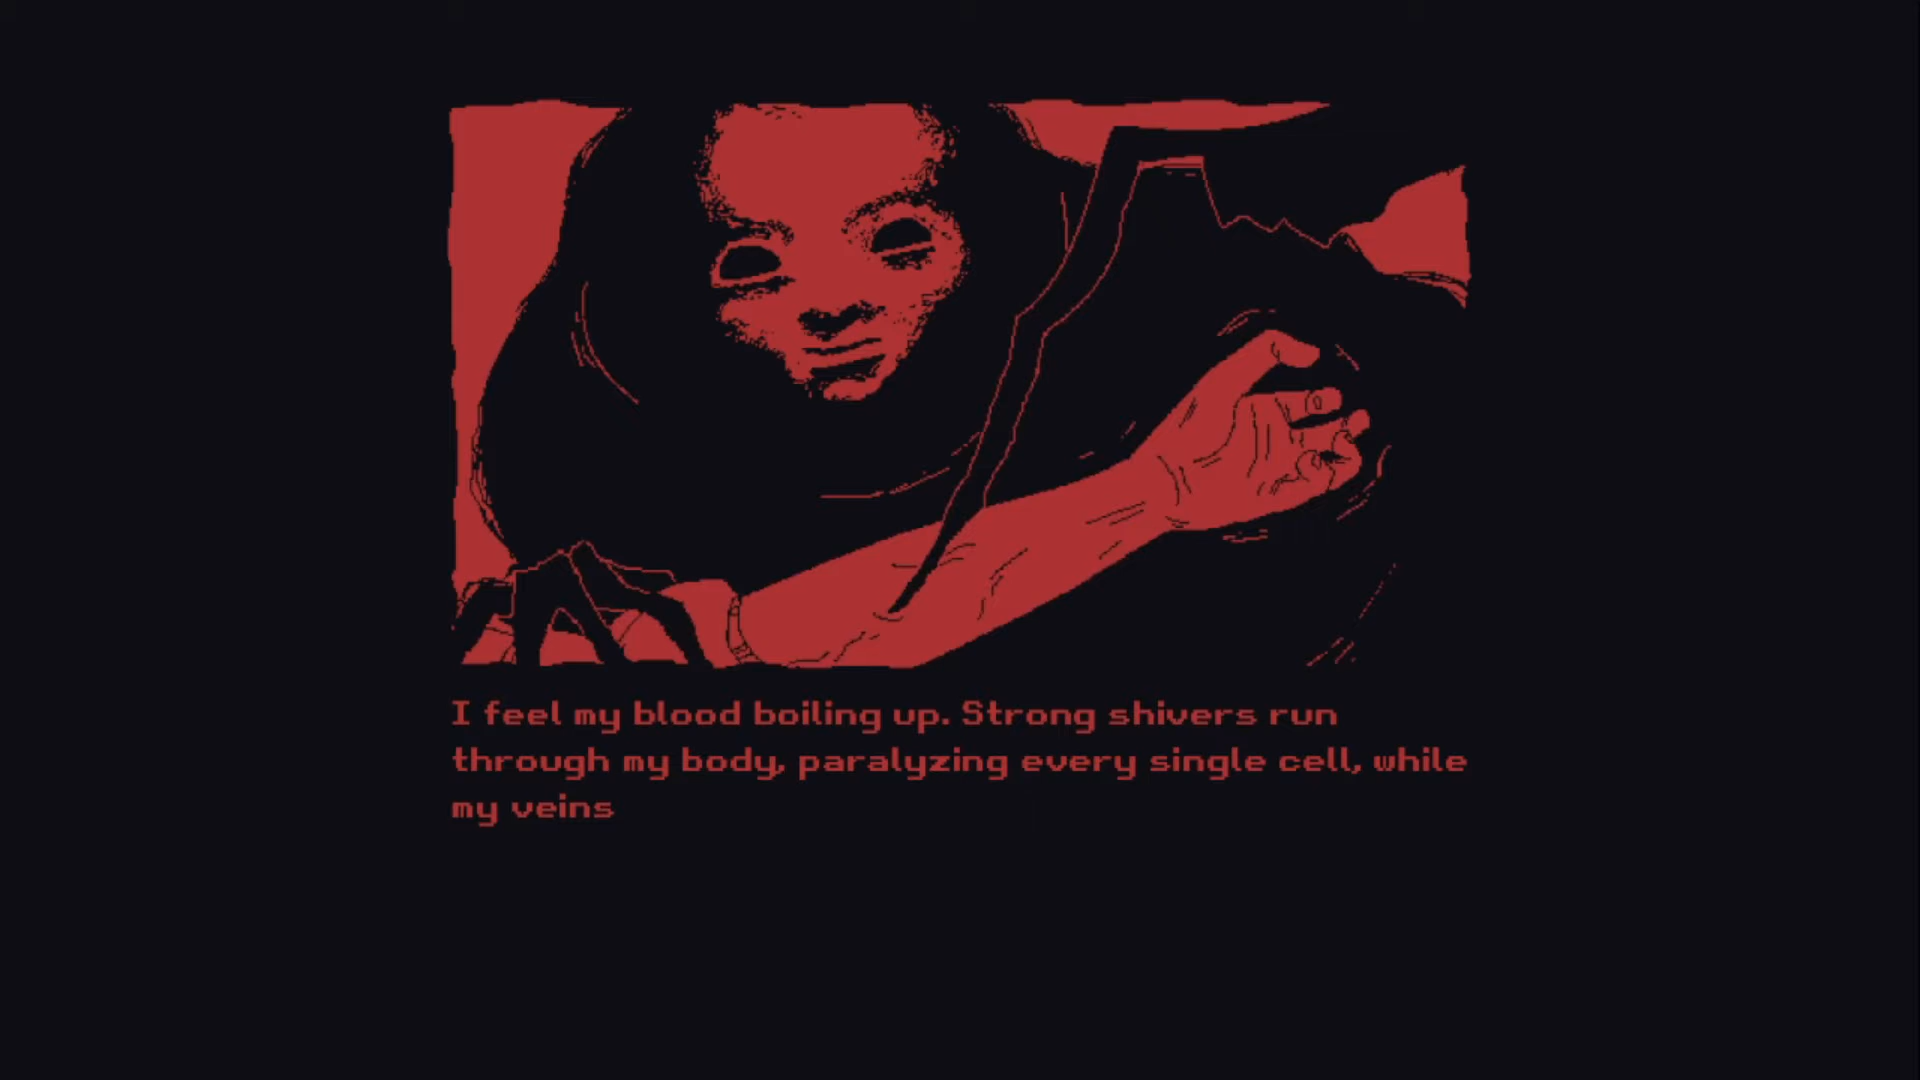 I feel my blood boiling up. Strong shivers run
through my body, paralyzing every single cell, while
my veins